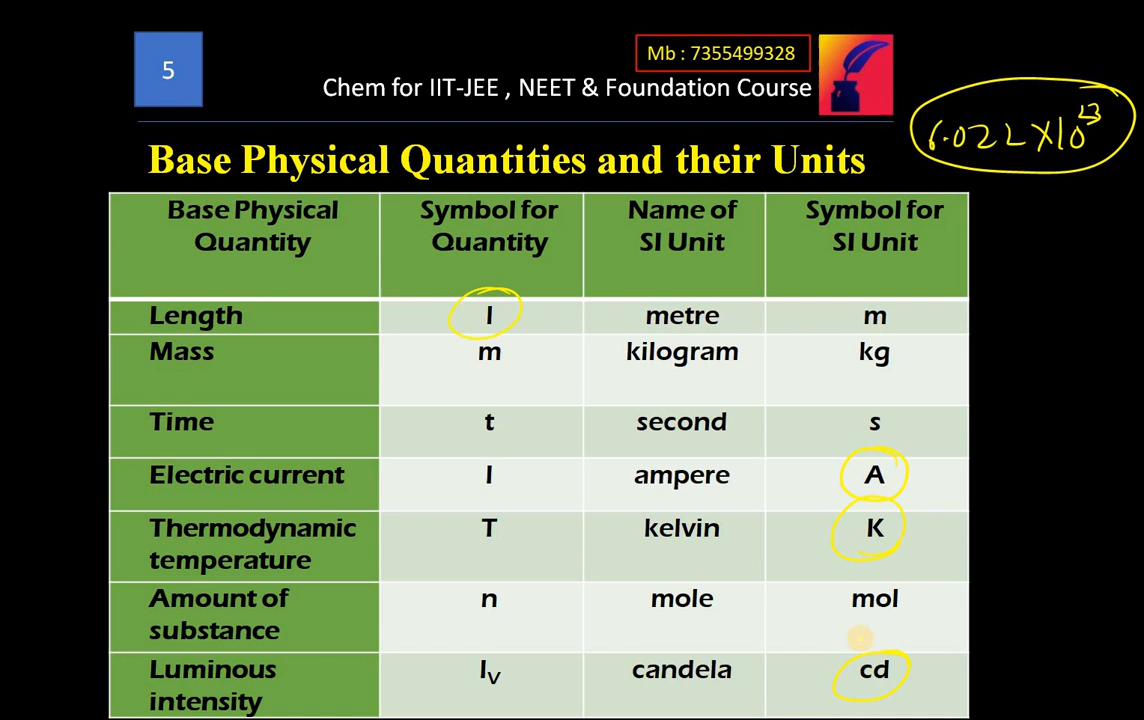 5
Mb : 7355499328
Chem for IIT-JEE , NEET & Foundation Course
6.022 X 10²³
Base Physical Quantities and their Units
Base Physical Quantity | Symbol for Quantity | Name of SI Unit | Symbol for SI Unit
Length | l | metre | m
Mass | m | kilogram | kg
Time | t | second | s
Electric current | I | ampere | A
Thermodynamic temperature | T | kelvin | K
Amount of substance | n | mole | mol
Luminous intensity | Iv | candela | cd